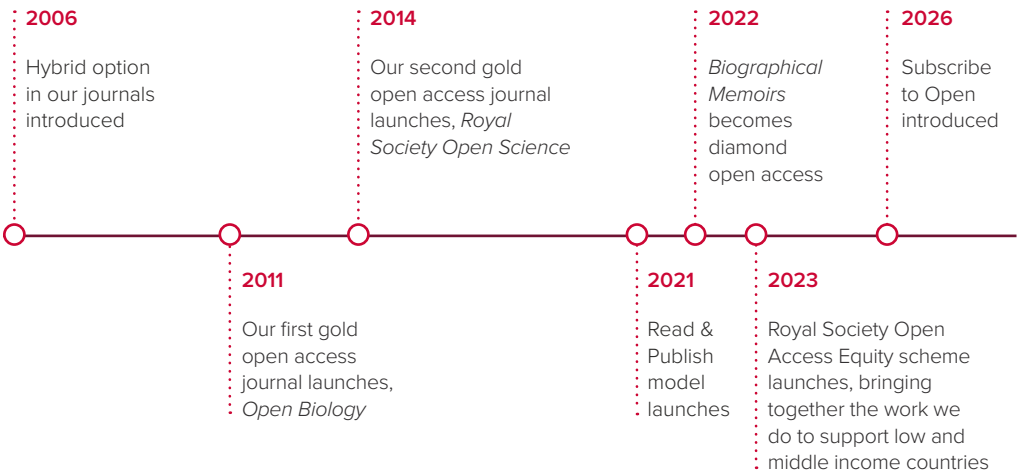 2006
Hybrid option
in our journals
introduced
2014
Our second gold
open access journal
launches, Royal
Society Open Science
2022
Biographical
Memoirs
becomes
diamond
open access
2026
Subscribe
to Open
introduced
2011
Our first gold
open access
journal launches,
Open Biology
2021
Read &
Publish
model
launches
2023
Royal Society Open
Access Equity scheme
launches, bringing
together the work we
do to support low and
middle income countries